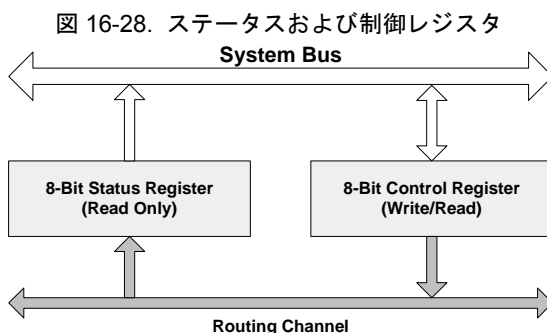 図 16-28. ステータスおよび制御レジスタ
System Bus
8-Bit Status Register
(Read Only)
8-Bit Control Register
(Write/Read)
Routing Channel